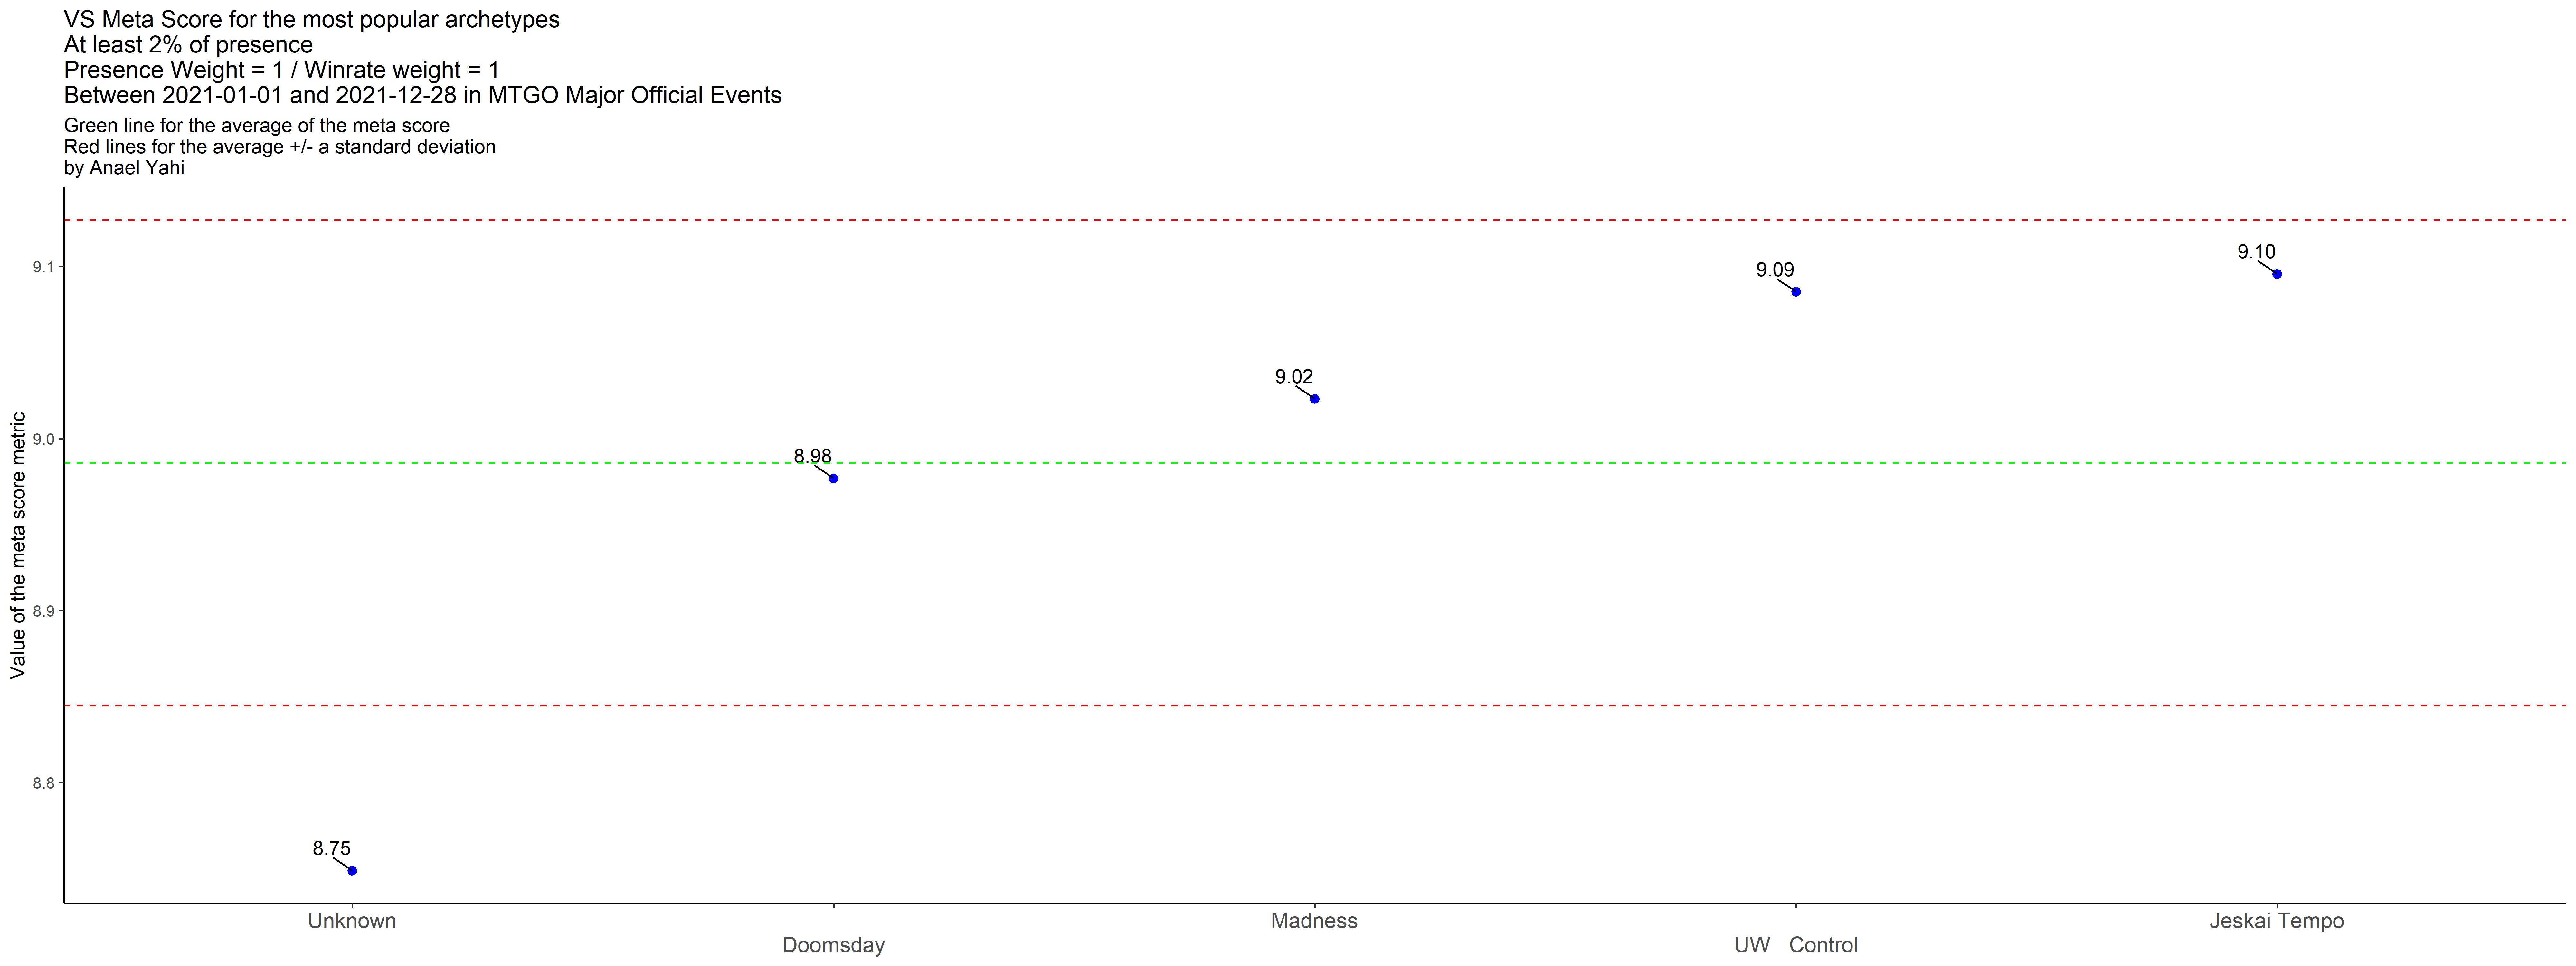 VS Meta Score for the most popular archetypes
At least 2% of presence
Presence Weight = 1 / Winrate weight = 1
Between 2021-01-01 and 2021-12-28 in MTGO Major Official Events
Green line for the average of the meta score
Red lines for the average +/- a standard deviation
by Anael Yahi
Value of the meta score metric
9.1
9.0
8.9
8.8
8.75
8.98
9.02
9.09
9.10
Unknown
Doomsday
Madness
UW   Control
Jeskai Tempo